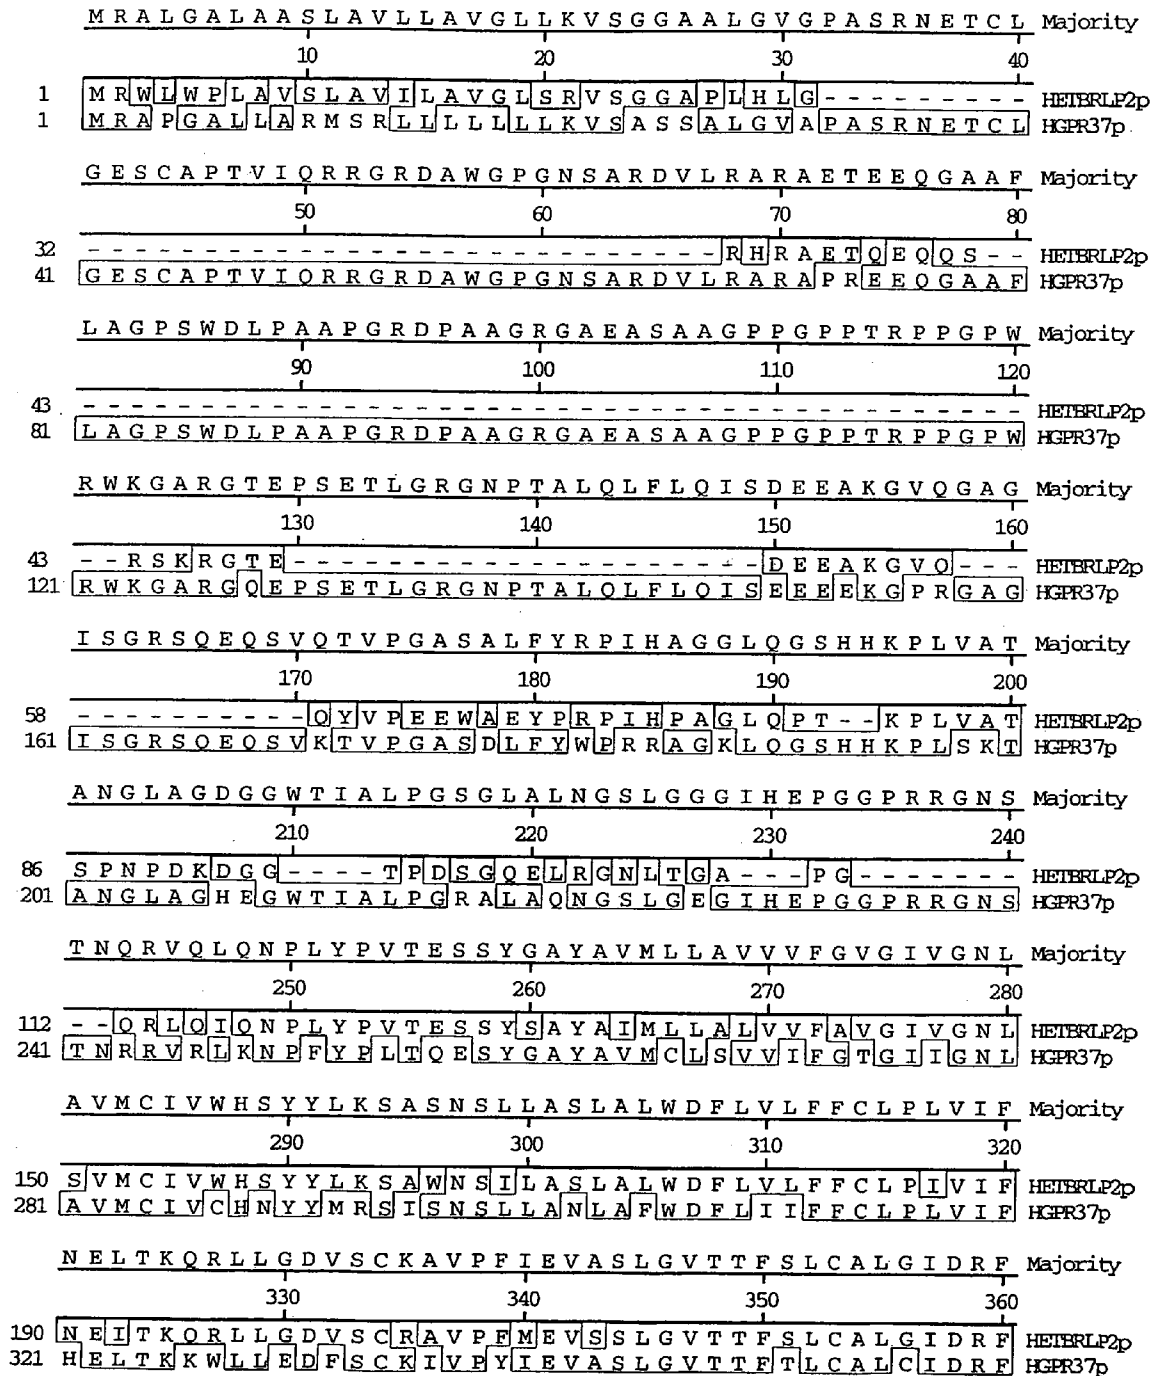 M R A L G A L A A S L A V L L A V G L L K V S G G A A L G V G P A S R N E T C L Majority
10 20 30 40
1 M R W L W P L A V S L A V I L A V G L S R V S G G A P L H L G - - - - - - - - - HETBRLP2p
1 M R A P G A L L A R M S R L L L L L L L K V S A S S A L G V A P A S R N E T C L HGPR37p
G E S C A P T V I Q R R G R D A W G P G N S A R D V L R A R A E T E E Q G A A F Majority
50 60 70 80
32 - - - - - - - - - - - - - - - - - - - - - - - - - - - R H R A E T Q E Q Q S - - HETBRLP2p
41 G E S C A P T V I Q R R G R D A W G P G N S A R D V L R A R A P R E E Q G A A F HGPR37p
L A G P S W D L P A A P G R D P A A G R G A E A S A A G P P G P P T R P P G P W Majority
90 100 110 120
43 - - - - - - - - - - - - - - - - - - - - - - - - - - - - - - - - - - - - - - - - HETBRLP2p
81 L A G P S W D L P A A P G R D P A A G R G A E A S A A G P P G P P T R P P G P W HGPR37p
R W K G A R G T E P S E T L G R G N P T A L Q L F L Q I S D E E A K G V Q G A G Majority
130 140 150 160
43 - - R S K R G T E - - - - - - - - - - - - - - - - - - - - D E E A K G V Q - - - HETBRLP2p
121 R W K G A R G Q E P S E T L G R G N P T A L Q L F L Q I S E E E E K G P R G A G HGPR37p
I S G R S Q E Q S V Q T V P G A S A L F Y R P I H A G G L Q G S H H K P L V A T Majority
170 180 190 200
58 - - - - - - - - - - Q Y V P E E W A E Y P R P I H P A G L Q P T - - K P L V A T HETBRLP2p
161 I S G R S Q E Q S V K T V P G A S D L F Y W P R R A G K L Q G S H H K P L S K T HGPR37p
A N G L A G D G G W T I A L P G S G L A L N G S L G G G I H E P G G P R R G N S Majority
210 220 230 240
86 S P N P D K D G G - - - - T P D S G Q E L R G N L T G A - - - P G - - - - - - - HETBRLP2p
201 A N G L A G H E G W T I A L P G R A L A Q N G S L G E G I H E P G G P R R G N S HGPR37p
T N Q R V Q L Q N P L Y P V T E S S Y G A Y A V M L L A V V V F G V G I V G N L Majority
250 260 270 280
112 - - Q R L Q I Q N P L Y P V T E S S Y S A Y A I M L L A L V V F A V G I V G N L HETBRLP2p
241 T N R R V R L K N P F Y P L T Q E S Y G A Y A V M C L S V V I F G T G I I G N L HGPR37p
A V M C I V W H S Y Y L K S A S N S L L A S L A L W D F L V L F F C L P L V I F Majority
290 300 310 320
150 S V M C I V W H S Y Y L K S A W N S I L A S L A L W D F L V L F F C L P I V I F HETBRLP2p
281 A V M C I V C H N Y Y M R S I S N S L L A N L A F W D F L I I F F C L P L V I F HGPR37p
N E L T K Q R L L G D V S C K A V P F I E V A S L G V T T F S L C A L G I D R F Majority
330 340 350 360
190 N E I T K Q R L L G D V S C R A V P F M E V S S L G V T T F S L C A L G I D R F HETBRLP2p
321 H E L T K K W L L E D F S C K I V P Y I E V A S L G V T T F T L C A L C I D R F HGPR37p